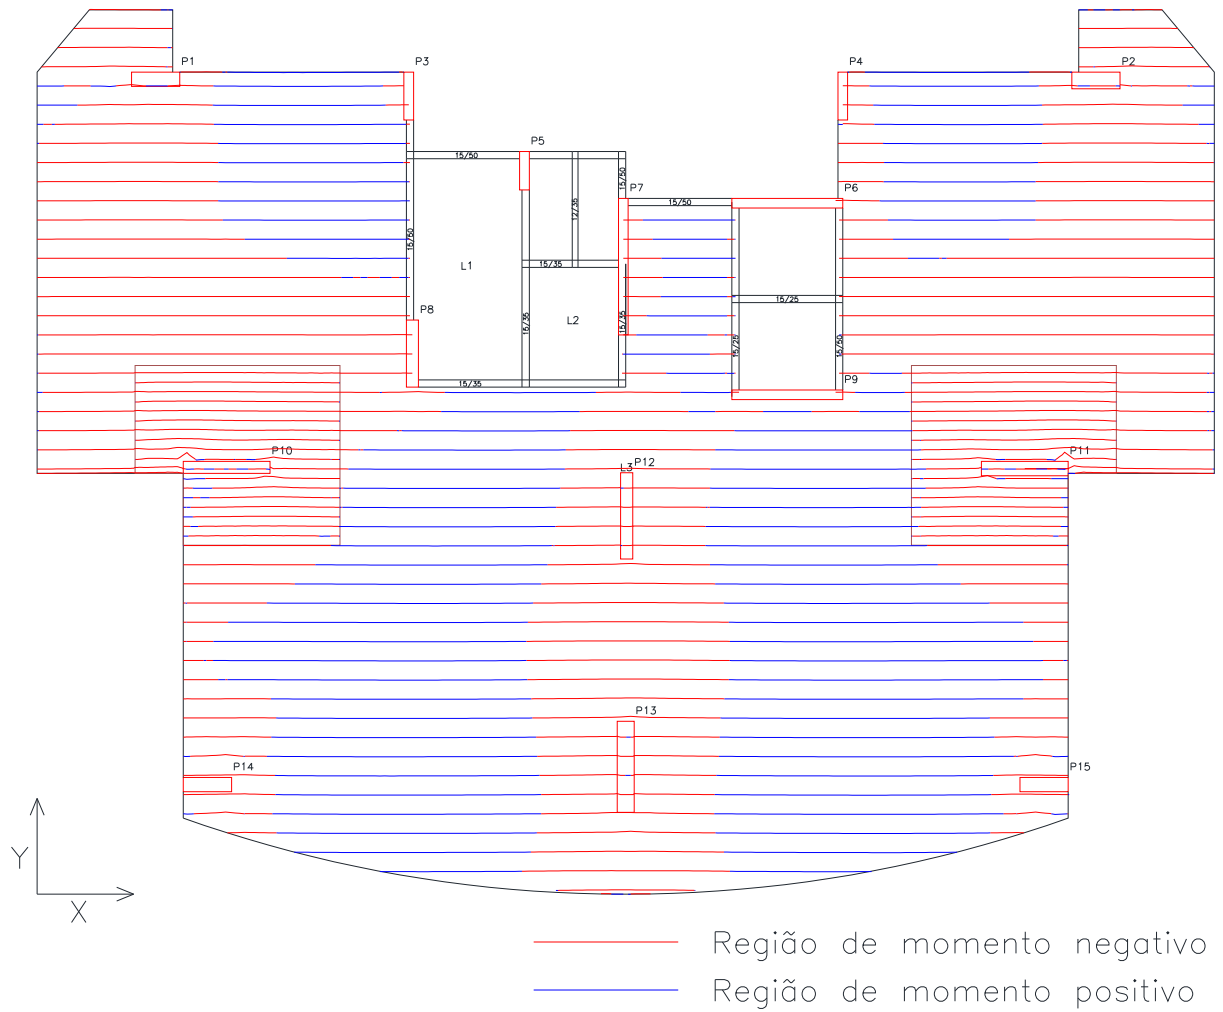 P1
P3
P4
P2
P5
15/50
15/50
P7
P6
15/50
12/35
15/50
L1
15/35
15/25
P8
15/35
L2
15/35
15/25
15/50
15/35
P9
P10
P12
L3
P11
P13
P14
P15
Y
X
Região de momento negativo
Região de momento positivo